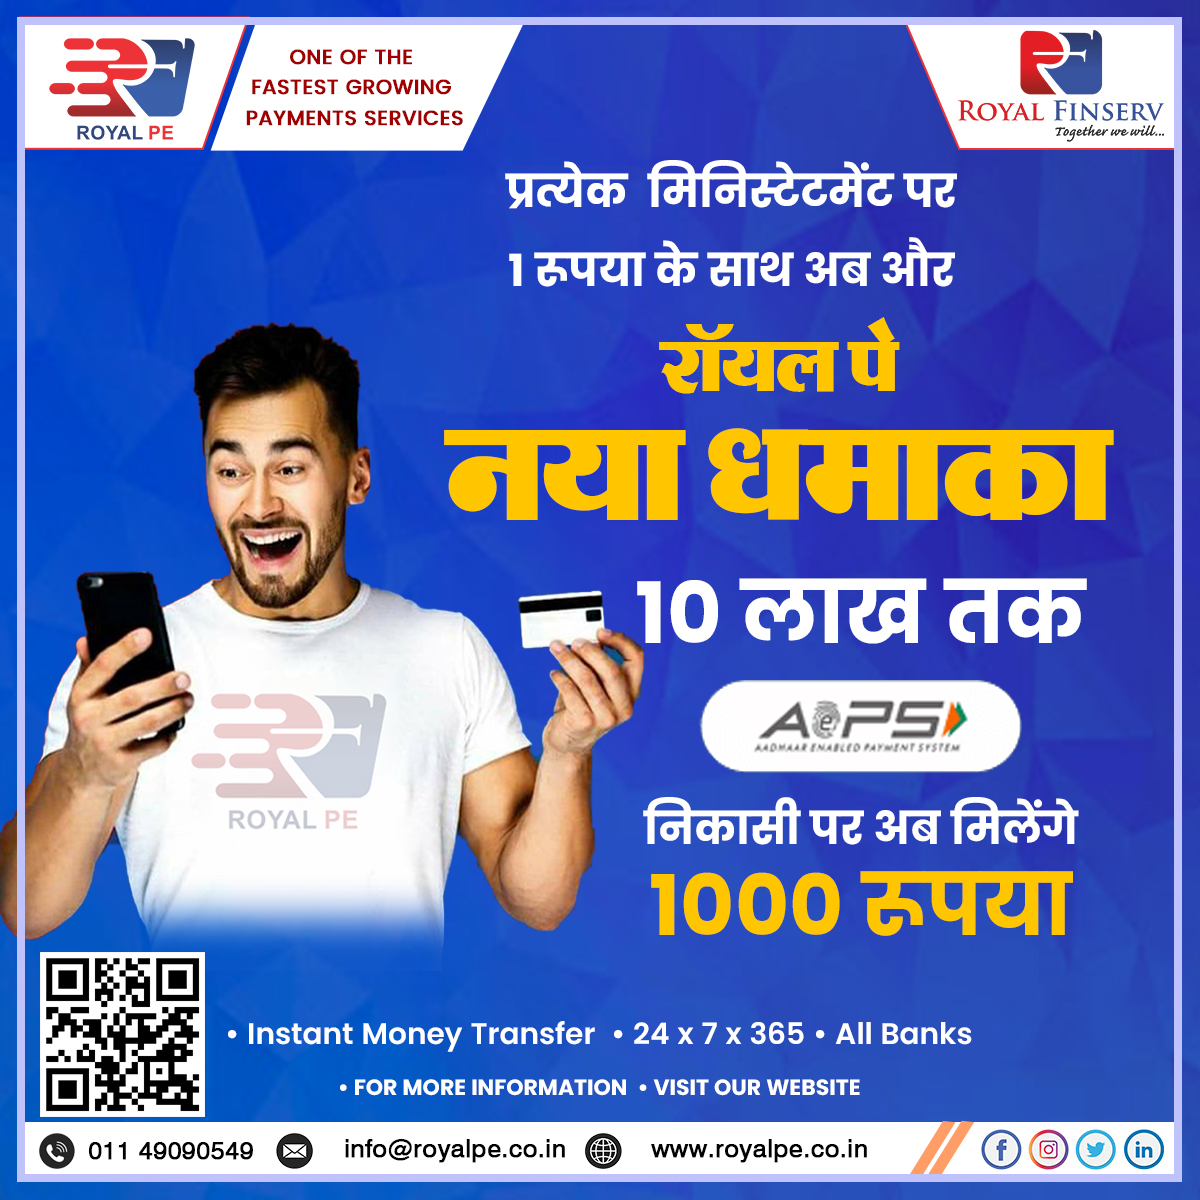 ROYAL PE
ONE OF THE
FASTEST GROWING
PAYMENTS SERVICES
ROYAL FINSERV
Together we will...
प्रत्येक मिनिस्टेटमेंट पर
1 रूपया के साथ अब और
रॉयल पे
नया धमाका
10 लाख तक
AePS
AADHAAR ENABLED PAYMENT SYSTEM
ROYAL PE
निकासी पर अब मिलेंगे
1000 रूपया
• Instant Money Transfer • 24 x 7 x 365 • All Banks
• FOR MORE INFORMATION • VISIT OUR WEBSITE
011 49090549 info@royalpe.co.in www.royalpe.co.in